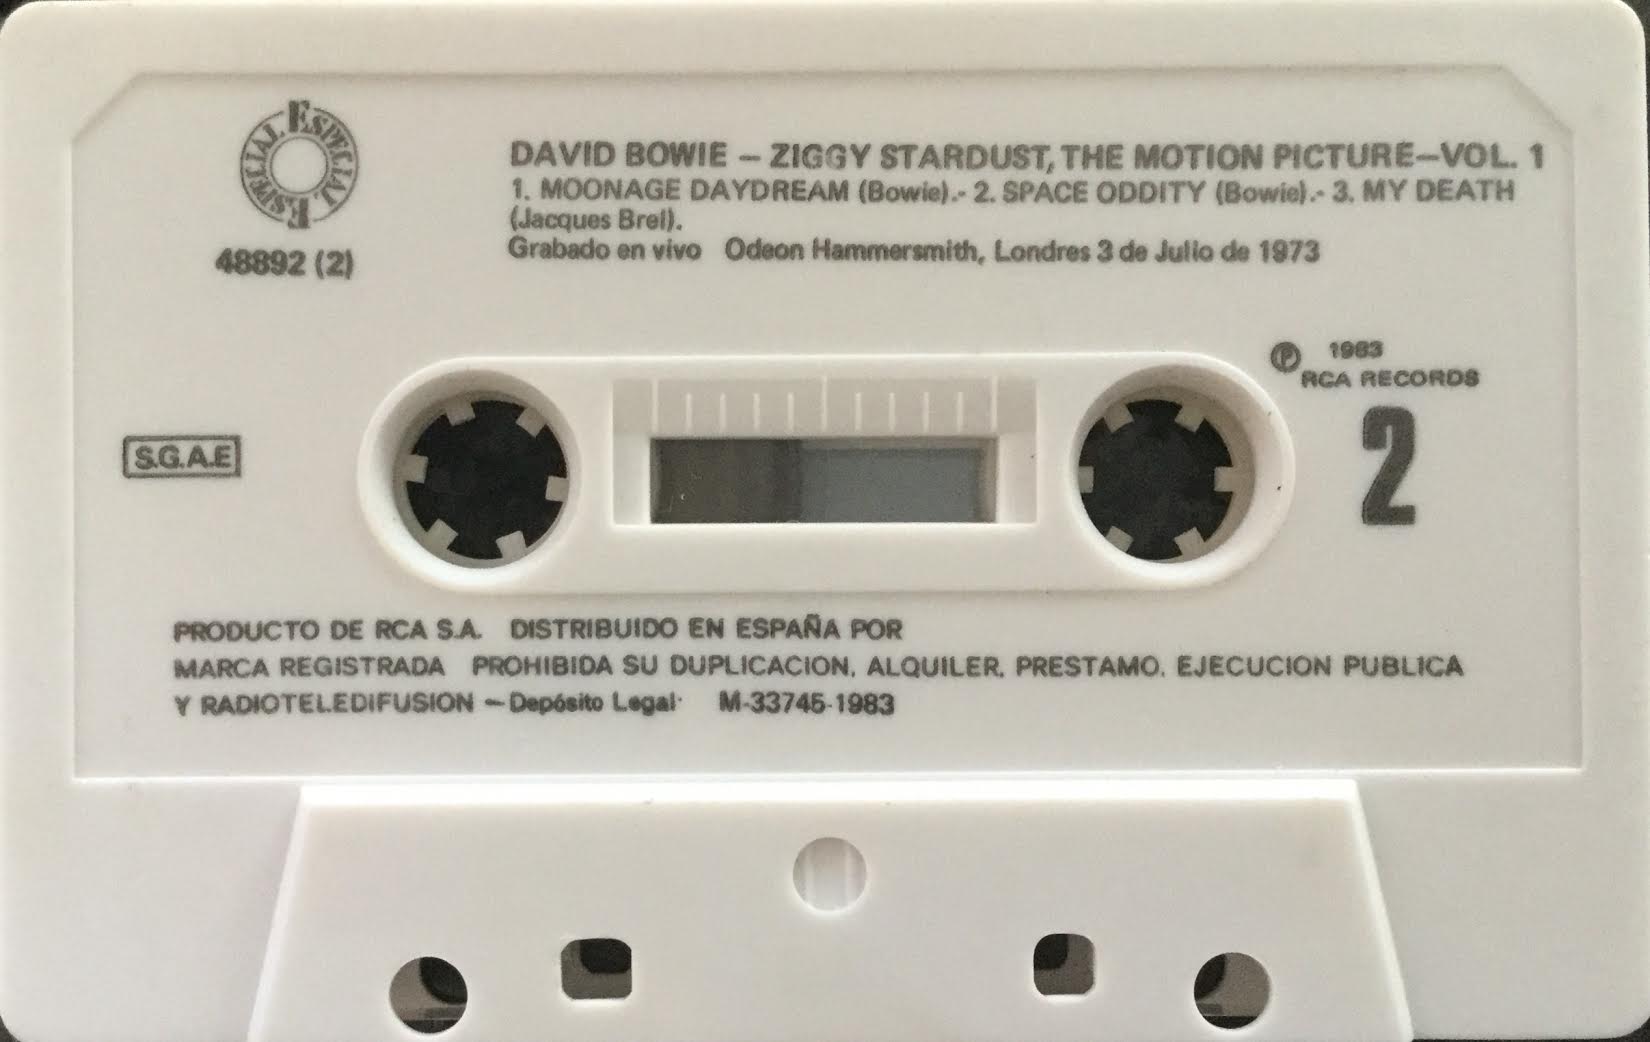 ESPECIAL ESPECIAL
48892 (2)
DAVID BOWIE — ZIGGY STARDUST, THE MOTION PICTURE—VOL. 1
1. MOONAGE DAYDREAM (Bowie).- 2. SPACE ODDITY (Bowie).- 3. MY DEATH
(Jacques Brel).
Grabado en vivo Odeon Hammersmith, Londres 3 de Julio de 1973
Ⓟ 1983
RCA RECORDS
2
S.G.A.E
PRODUCTO DE RCA S.A. DISTRIBUIDO EN ESPAÑA POR
MARCA REGISTRADA PROHIBIDA SU DUPLICACION, ALQUILER, PRESTAMO, EJECUCION PUBLICA
Y RADIOTELEDIFUSION — Depósito Legal· M-33745-1983